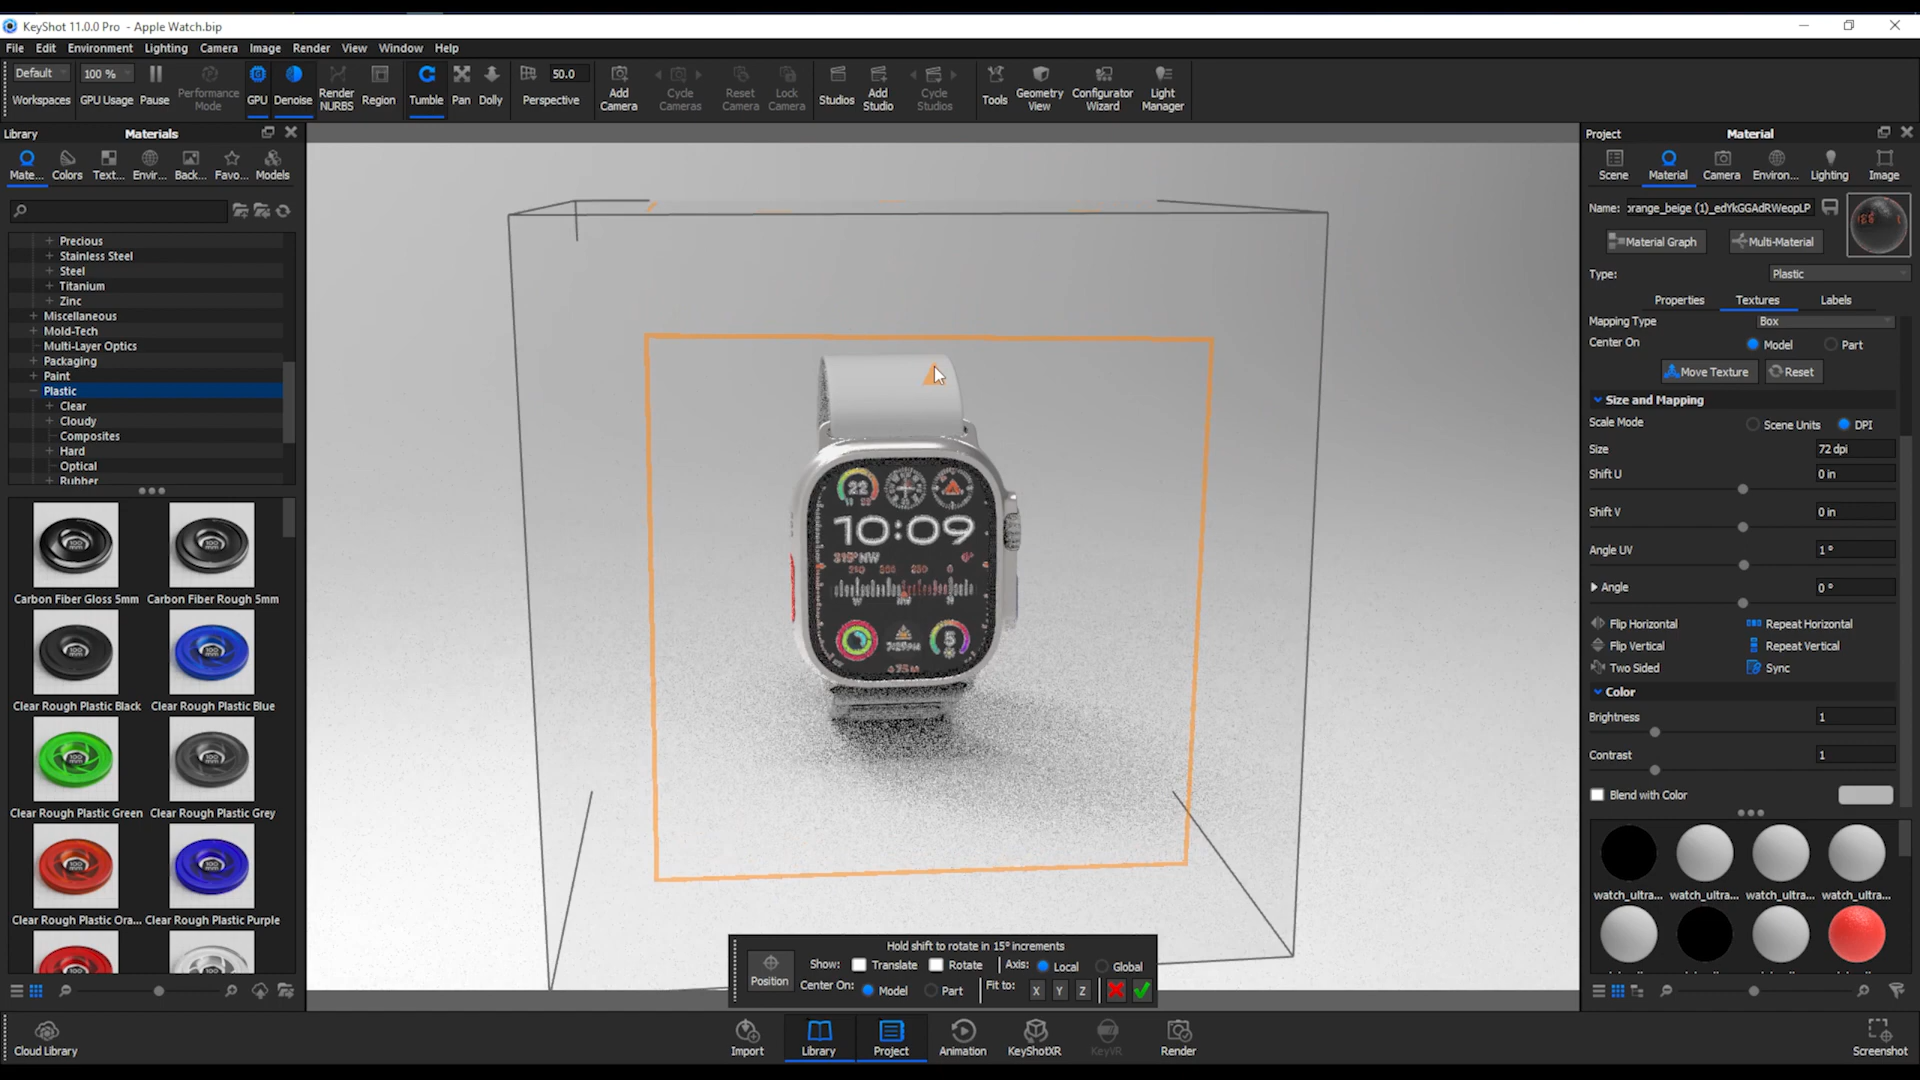 KeyShot 11.0.0 Pro - Apple Watch.bip
File Edit Environment Lighting Camera Image Render View Window Help
Default
Workspaces
100 %
GPU Usage
Pause
Performance
Mode
GPU
Denoise
Render
NURBS
Region
Tumble
Pan
Dolly
50.0
Perspective
Add
Camera
Cycle
Cameras
Reset
Camera
Lock
Camera
Studios
Add
Studio
Cycle
Studios
Tools
Geometry
View
Configurator
Wizard
Light
Manager
Library
Materials
Mate...
Colors
Text...
Envir...
Back...
Favo...
Models
Precious
Stainless Steel
Steel
Titanium
Zinc
Miscellaneous
Mold-Tech
Multi-Layer Optics
Packaging
Paint
Plastic
Clear
Cloudy
Composites
Hard
Optical
Rubber
Carbon Fiber Gloss 5mm
Carbon Fiber Rough 5mm
Clear Rough Plastic Black
Clear Rough Plastic Blue
Clear Rough Plastic Green
Clear Rough Plastic Grey
Clear Rough Plastic Ora...
Clear Rough Plastic Purple
22
10:09
315°NW
5
Hold shift to rotate in 15° increments
Position
Show: Translate Rotate Axis: Local Global
Center On: Model Part Fit to: X Y Z
Project
Material
Scene
Material
Camera
Environ...
Lighting
Image
Name: orange_beige (1)_edYkGGAdRWeopLP
Material Graph
Multi-Material
Type: Plastic
Properties
Textures
Labels
Mapping Type Box
Center On Model Part
Move Texture
Reset
Size and Mapping
Scale Mode Scene Units DPI
Size 72 dpi
Shift U 0 in
Shift V 0 in
Angle UV 1 °
Angle 0 °
Flip Horizontal Repeat Horizontal
Flip Vertical Repeat Vertical
Two Sided Sync
Color
Brightness 1
Contrast 1
Blend with Color
watch_ultra... watch_ultra... watch_ultra... watch_ultra...
Cloud Library
Import
Library
Project
Animation
KeyShotXR
KeyVR
Render
Screenshot